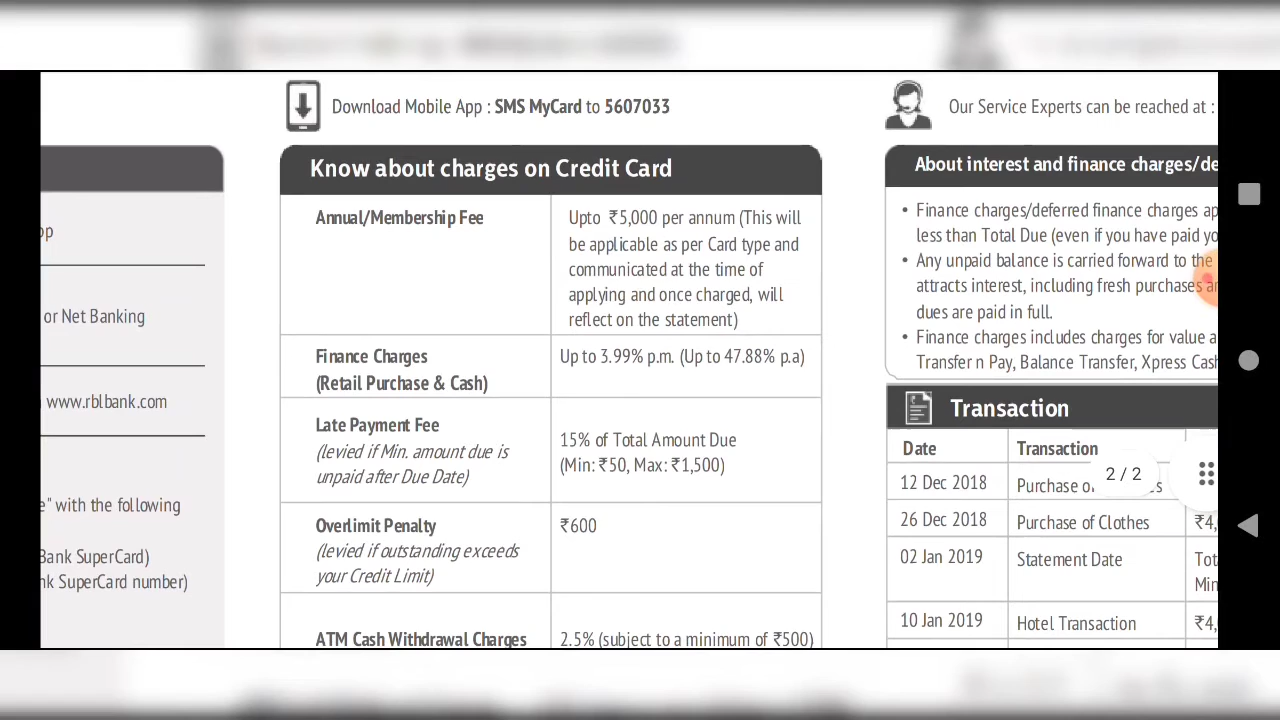 Download Mobile App : SMS MyCard to 5607033
Our Service Experts can be reached at :
or Net Banking
www.rblbank.com
" with the following
Bank SuperCard)
SuperCard number)
Know about charges on Credit Card
Annual/Membership Fee
Upto ₹5,000 per annum (This will
be applicable as per Card type and
communicated at the time of
applying and once charged, will
reflect on the statement)
Finance Charges
(Retail Purchase & Cash)
Up to 3.99% p.m. (Up to 47.88% p.a)
Late Payment Fee
(levied if Min. amount due is
unpaid after Due Date)
15% of Total Amount Due
(Min: ₹50, Max: ₹1,500)
Overlimit Penalty
(levied if outstanding exceeds
your Credit Limit)
₹600
ATM Cash Withdrawal Charges
2.5% (subject to a minimum of ₹500)
About interest and finance charges/de
• Finance charges/deferred finance charges ap
less than Total Due (even if you have paid yo
• Any unpaid balance is carried forward to the
attracts interest, including fresh purchases
dues are paid in full.
• Finance charges includes charges for value a
Transfer n Pay, Balance Transfer, Xpress Cash
Transaction
Date Transaction
12 Dec 2018 Purchase
2 / 2
26 Dec 2018 Purchase of Clothes ₹4,
02 Jan 2019 Statement Date Tot
Min
10 Jan 2019 Hotel Transaction ₹4,